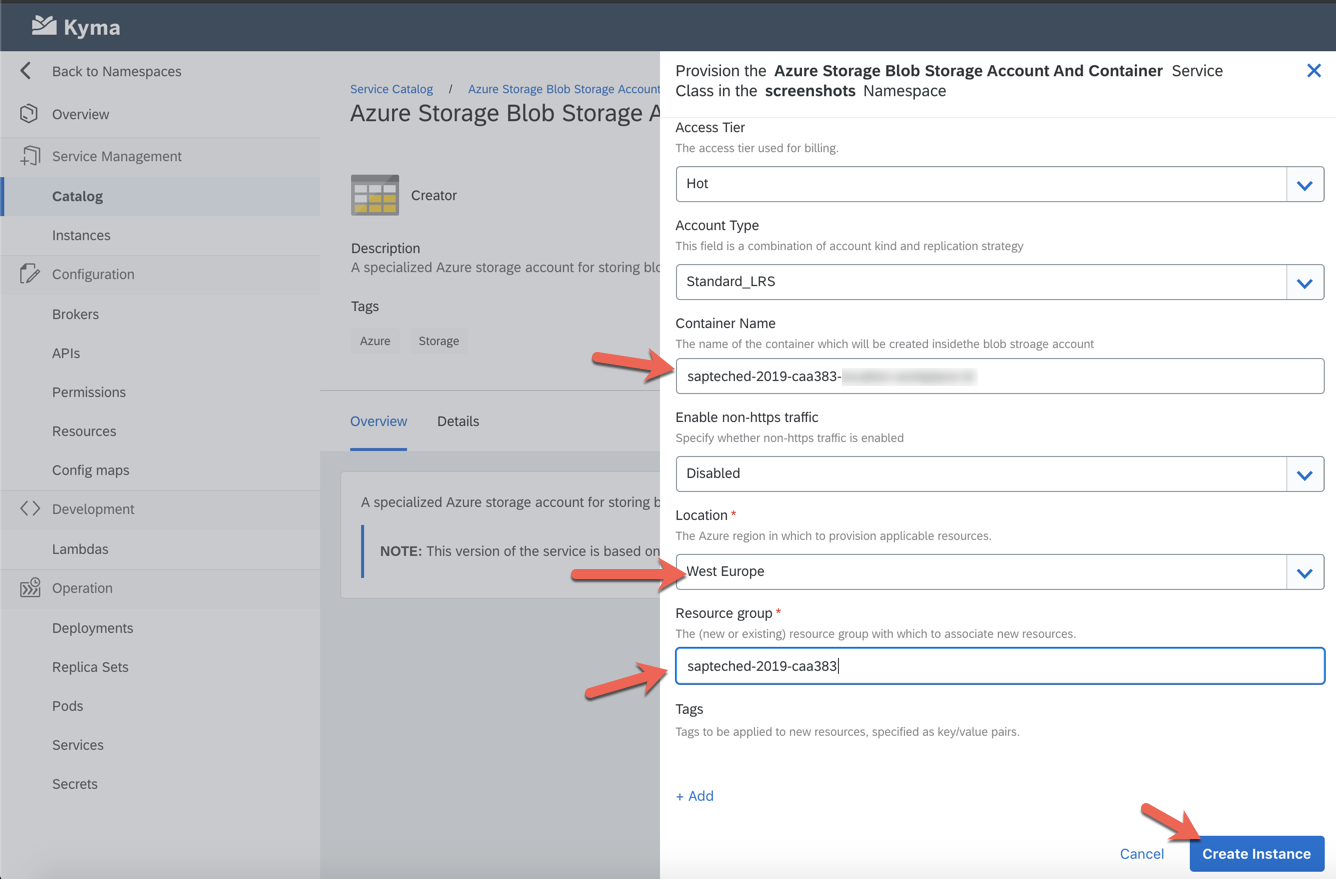 Kyma
Back to Namespaces
Overview
Service Management
Catalog
Instances
Configuration
Brokers
APIs
Permissions
Resources
Config maps
Development
Lambdas
Operation
Deployments
Replica Sets
Pods
Services
Secrets
Service Catalog / Azure Storage Blob Storage Account
Azure Storage Blob Storage A
Creator
Description
A specialized Azure storage account for storing blo
Tags
Azure Storage
Overview Details
A specialized Azure storage account for storing b
NOTE: This version of the service is based on
Provision the Azure Storage Blob Storage Account And Container Service
Class in the screenshots Namespace
Access Tier
The access tier used for billing.
Hot
Account Type
This field is a combination of account kind and replication strategy
Standard_LRS
Container Name
The name of the container which will be created insidethe blob stroage account
sapteched-2019-caa383-
Enable non-https traffic
Specify whether non-https traffic is enabled
Disabled
Location *
The Azure region in which to provision applicable resources.
West Europe
Resource group *
The (new or existing) resource group with which to associate new resources.
sapteched-2019-caa383
Tags
Tags to be applied to new resources, specified as key/value pairs.
+ Add
Cancel Create Instance